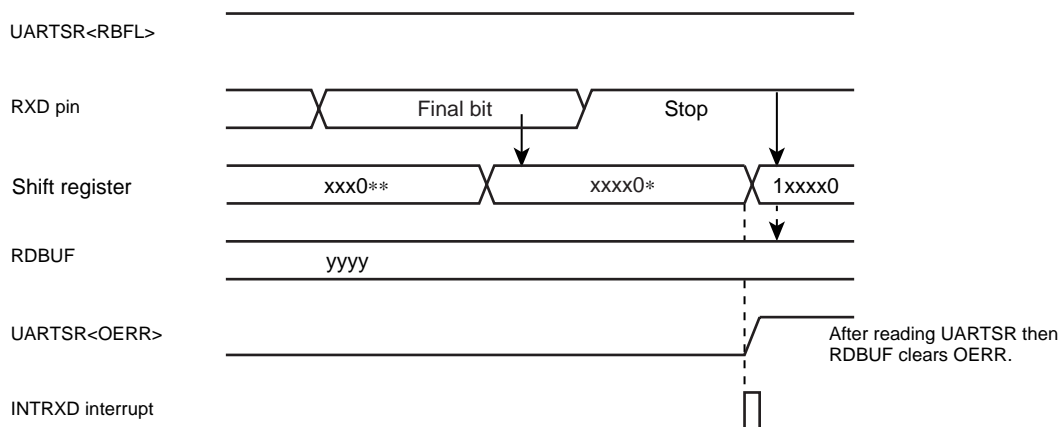 UARTSR<RBFL>
RXD pin
Final bit
Stop
Shift register
xxx0**
xxxx0*
1xxxx0
RDBUF
yyyy
UARTSR<OERR>
After reading UARTSR then
RDBUF clears OERR.
INTRXD interrupt